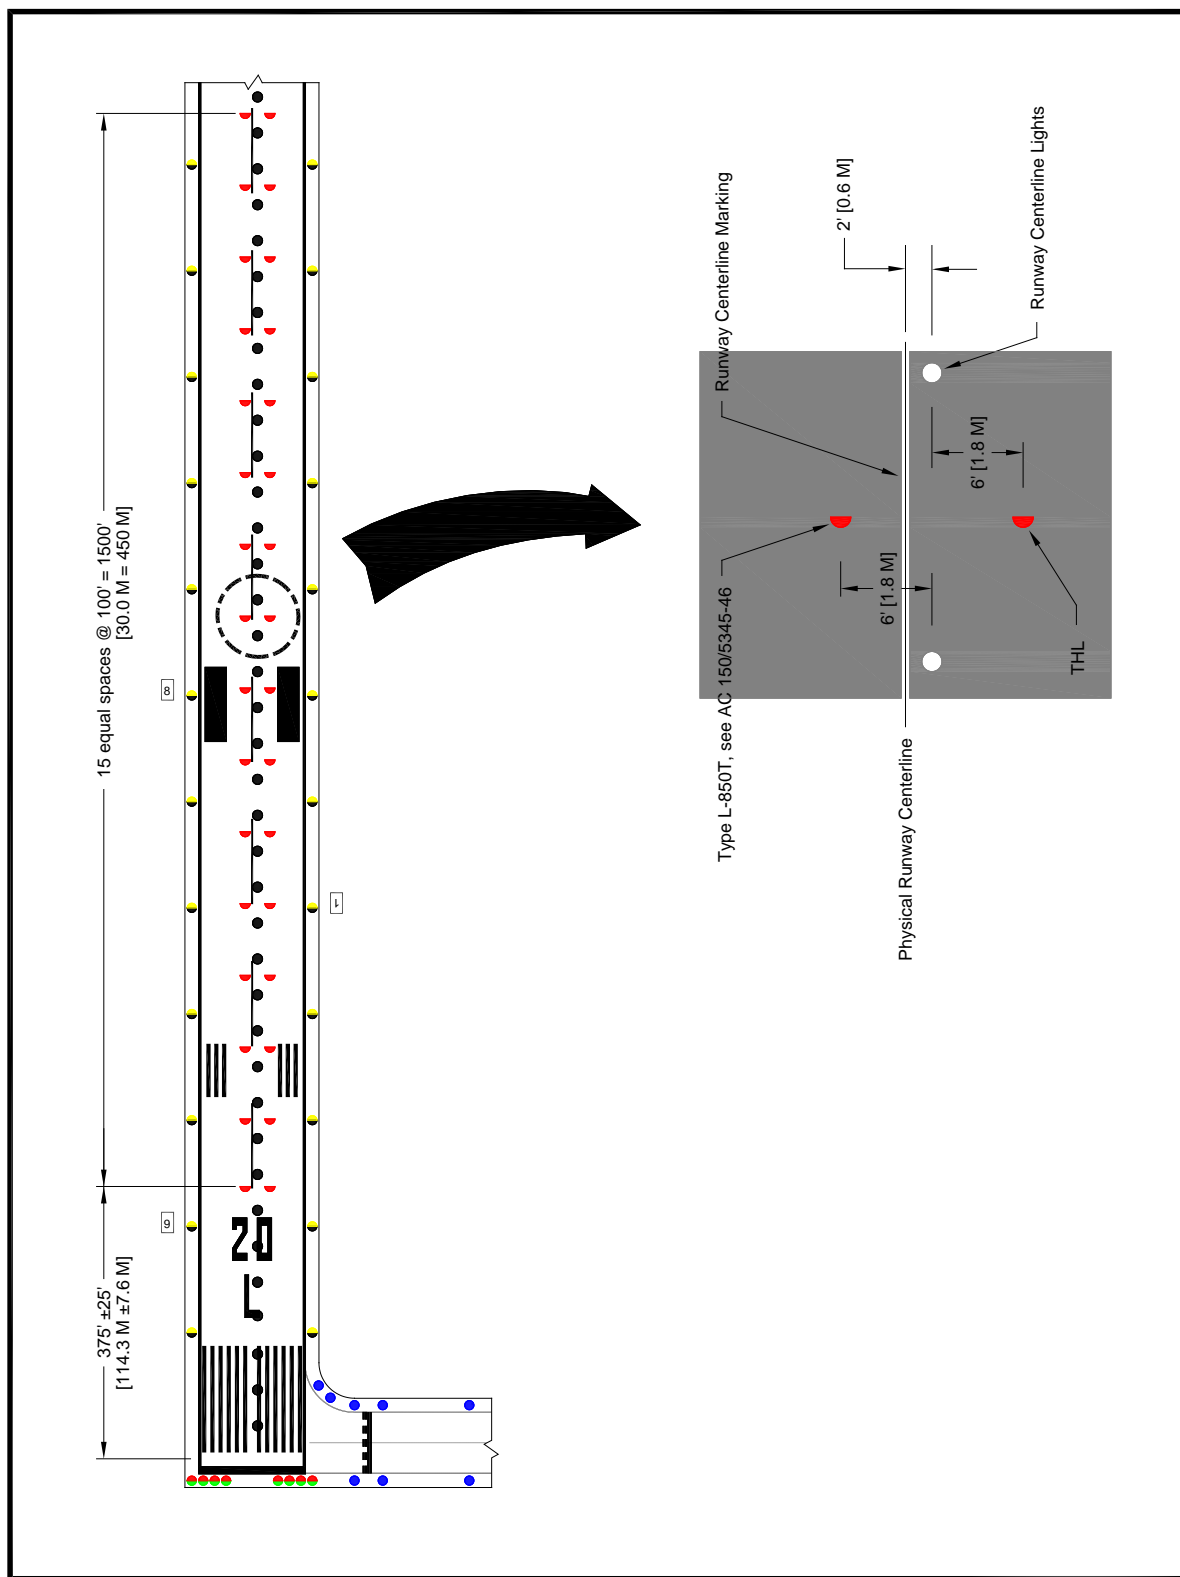 15 equal spaces @ 100' = 1500'
[30.0 M = 450 M]
375' ±25'
[114.3 M ±7.6 M]
8
9
1
20
L
Runway Centerline Marking
2' [0.6 M]
Runway Centerline Lights
6' [1.8 M]
6' [1.8 M]
Type L-850T, see AC 150/5345-46
THL
Physical Runway Centerline